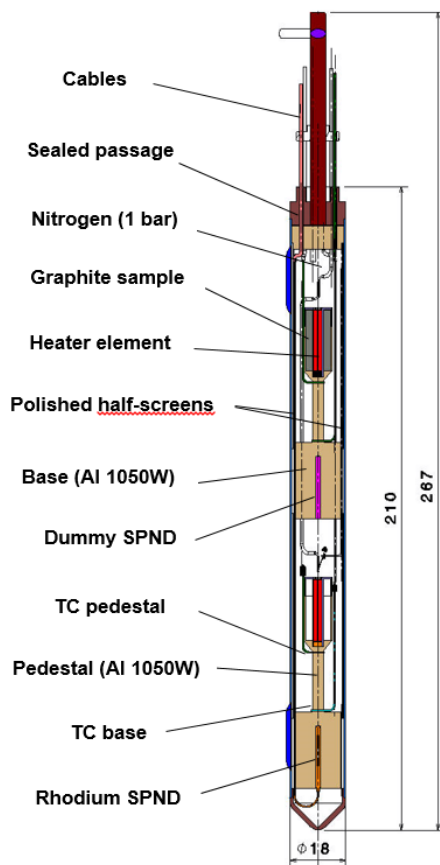 Cables
Sealed passage
Nitrogen (1 bar)
Graphite sample
Heater element
Polished half-screens
Base (Al 1050W)
Dummy SPND
TC pedestal
Pedestal (Al 1050W)
TC base
Rhodium SPND
210
267
ϕ18